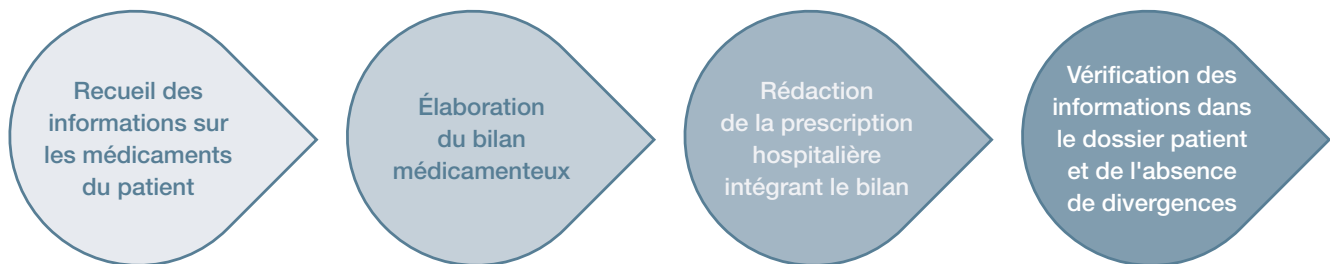 Recueil des
informations sur
les médicaments
du patient
Élaboration
du bilan
médicamenteux
Rédaction
de la prescription
hospitalière
intégrant le bilan
Vérification des
informations dans
le dossier patient
et de l'absence
de divergences